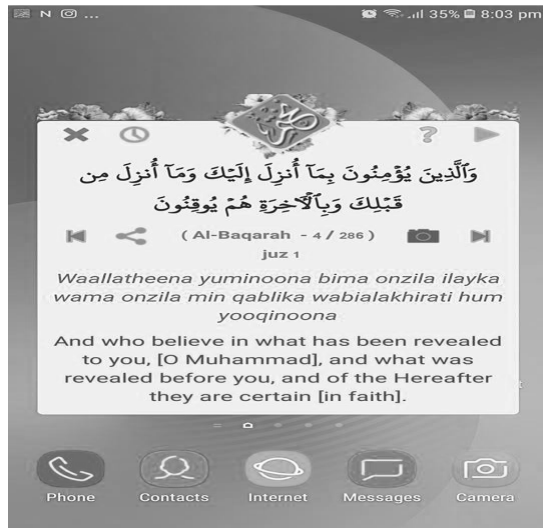 N ... 35% 8:03 pm
وَٱلَّذِينَ يُؤْمِنُونَ بِمَآ أُنزِلَ إِلَيْكَ وَمَآ أُنزِلَ مِن
قَبْلِكَ وَبِٱلْأَخِرَةِ هُمْ يُوقِنُونَ
( Al-Baqarah - 4 / 286 )
juz 1
Waallatheena yuminoona bima onzila ilayka
wama onzila min qablika wabialakhirati hum
yooqinoona
And who believe in what has been revealed
to you, [O Muhammad], and what was
revealed before you, and of the Hereafter
they are certain [in faith].
Phone Contacts Internet Messages Camera